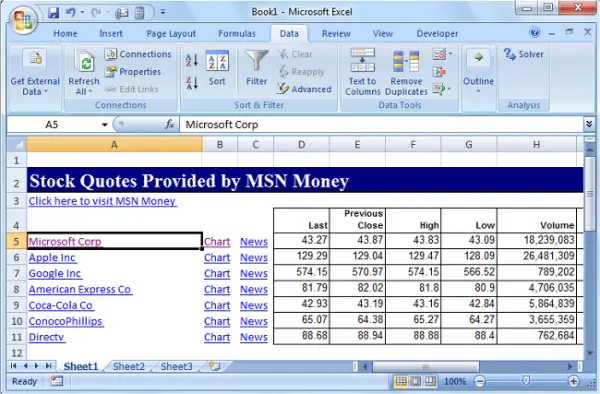 Book1 - Microsoft Excel
Home Insert Page Layout Formulas Data Review View Developer
Get External Data Refresh All Connections Properties Edit Links Sort Filter Clear Reapply Advanced Text to Columns Remove Duplicates Outline Solver
Connections Sort & Filter Data Tools Analysis
A5 fx Microsoft Corp
A B C D E F G H
1
2 Stock Quotes Provided by MSN Money
3 Click here to visit MSN Money
4 Last Previous Close High Low Volume
5 Microsoft Corp Chart News 43.27 43.87 43.83 43.09 18,239,083
6 Apple Inc Chart News 129.29 129.04 129.47 128.09 26,481,309
7 Google Inc Chart News 574.15 570.97 574.15 566.52 789,202
8 American Express Co Chart News 81.79 82.02 81.8 80.9 4,706,035
9 Coca-Cola Co Chart News 42.93 43.19 43.16 42.84 5,864,839
10 ConocoPhillips Chart News 65.07 64.38 65.27 64.27 3,655,359
11 Directv Chart News 88.68 88.94 88.88 88.4 762,684
12
Sheet1 Sheet2 Sheet3
Ready 100%